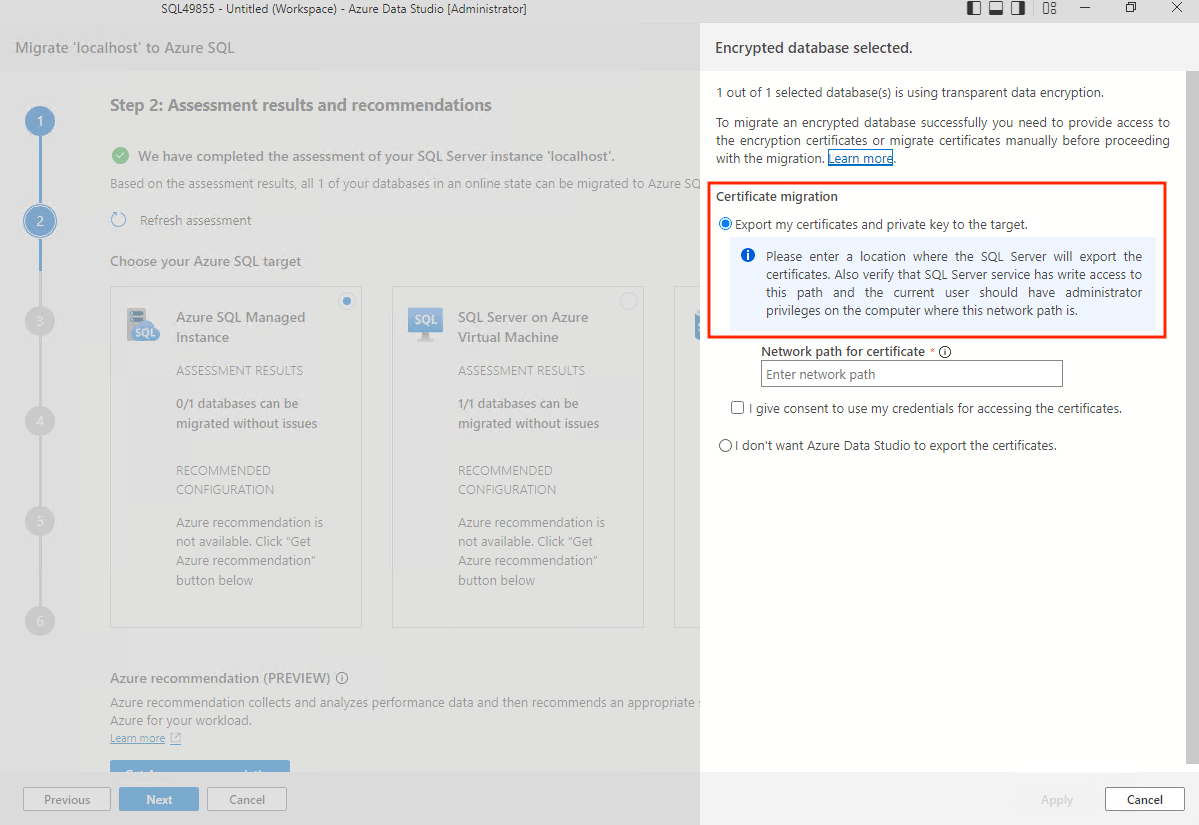 SQL49855 - Untitled (Workspace) - Azure Data Studio [Administrator]
Migrate 'localhost' to Azure SQL
1
2
3
4
5
6
Step 2: Assessment results and recommendations
We have completed the assessment of your SQL Server instance 'localhost'.
Based on the assessment results, all 1 of your databases in an online state can be migrated to Azure SQ
Refresh assessment
Choose your Azure SQL target
SQL
Azure SQL Managed
Instance
ASSESSMENT RESULTS
0/1 databases can be
migrated without issues
RECOMMENDED
CONFIGURATION
Azure recommendation is
not available. Click "Get
Azure recommendation"
button below
SQL
SQL Server on Azure
Virtual Machine
ASSESSMENT RESULTS
1/1 databases can be
migrated without issues
RECOMMENDED
CONFIGURATION
Azure recommendation is
not available. Click "Get
Azure recommendation"
button below
Azure recommendation (PREVIEW)
Azure recommendation collects and analyzes performance data and then recommends an appropriate
Azure for your workload.
Learn more
Previous
Next
Cancel
Encrypted database selected.
1 out of 1 selected database(s) is using transparent data encryption.
To migrate an encrypted database successfully you need to provide access to
the encryption certificates or migrate certificates manually before proceeding
with the migration. Learn more.
Certificate migration
Export my certificates and private key to the target.
Please enter a location where the SQL Server will export the
certificates. Also verify that SQL Server service has write access to
this path and the current user should have administrator
privileges on the computer where this network path is.
Network path for certificate *
Enter network path
I give consent to use my credentials for accessing the certificates.
I don't want Azure Data Studio to export the certificates.
Apply
Cancel